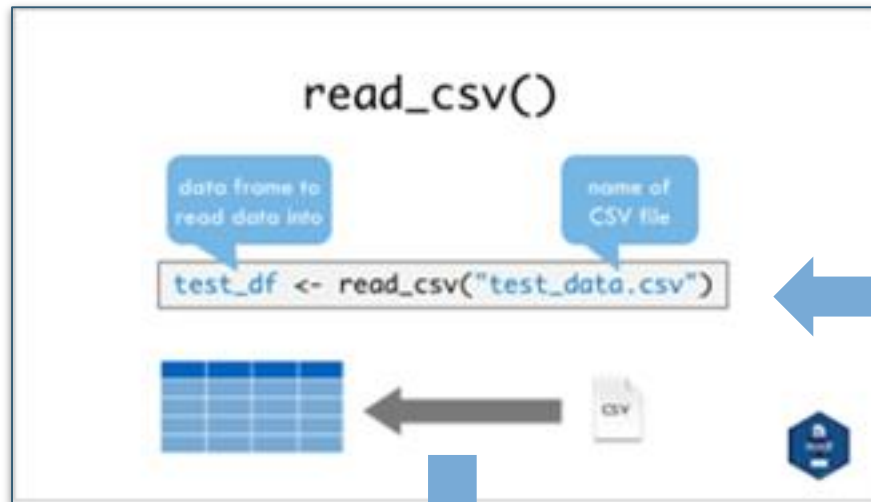 read_csv()
data frame to
read data into
name of
CSV file
test_df <- read_csv("test_data.csv")
CSV